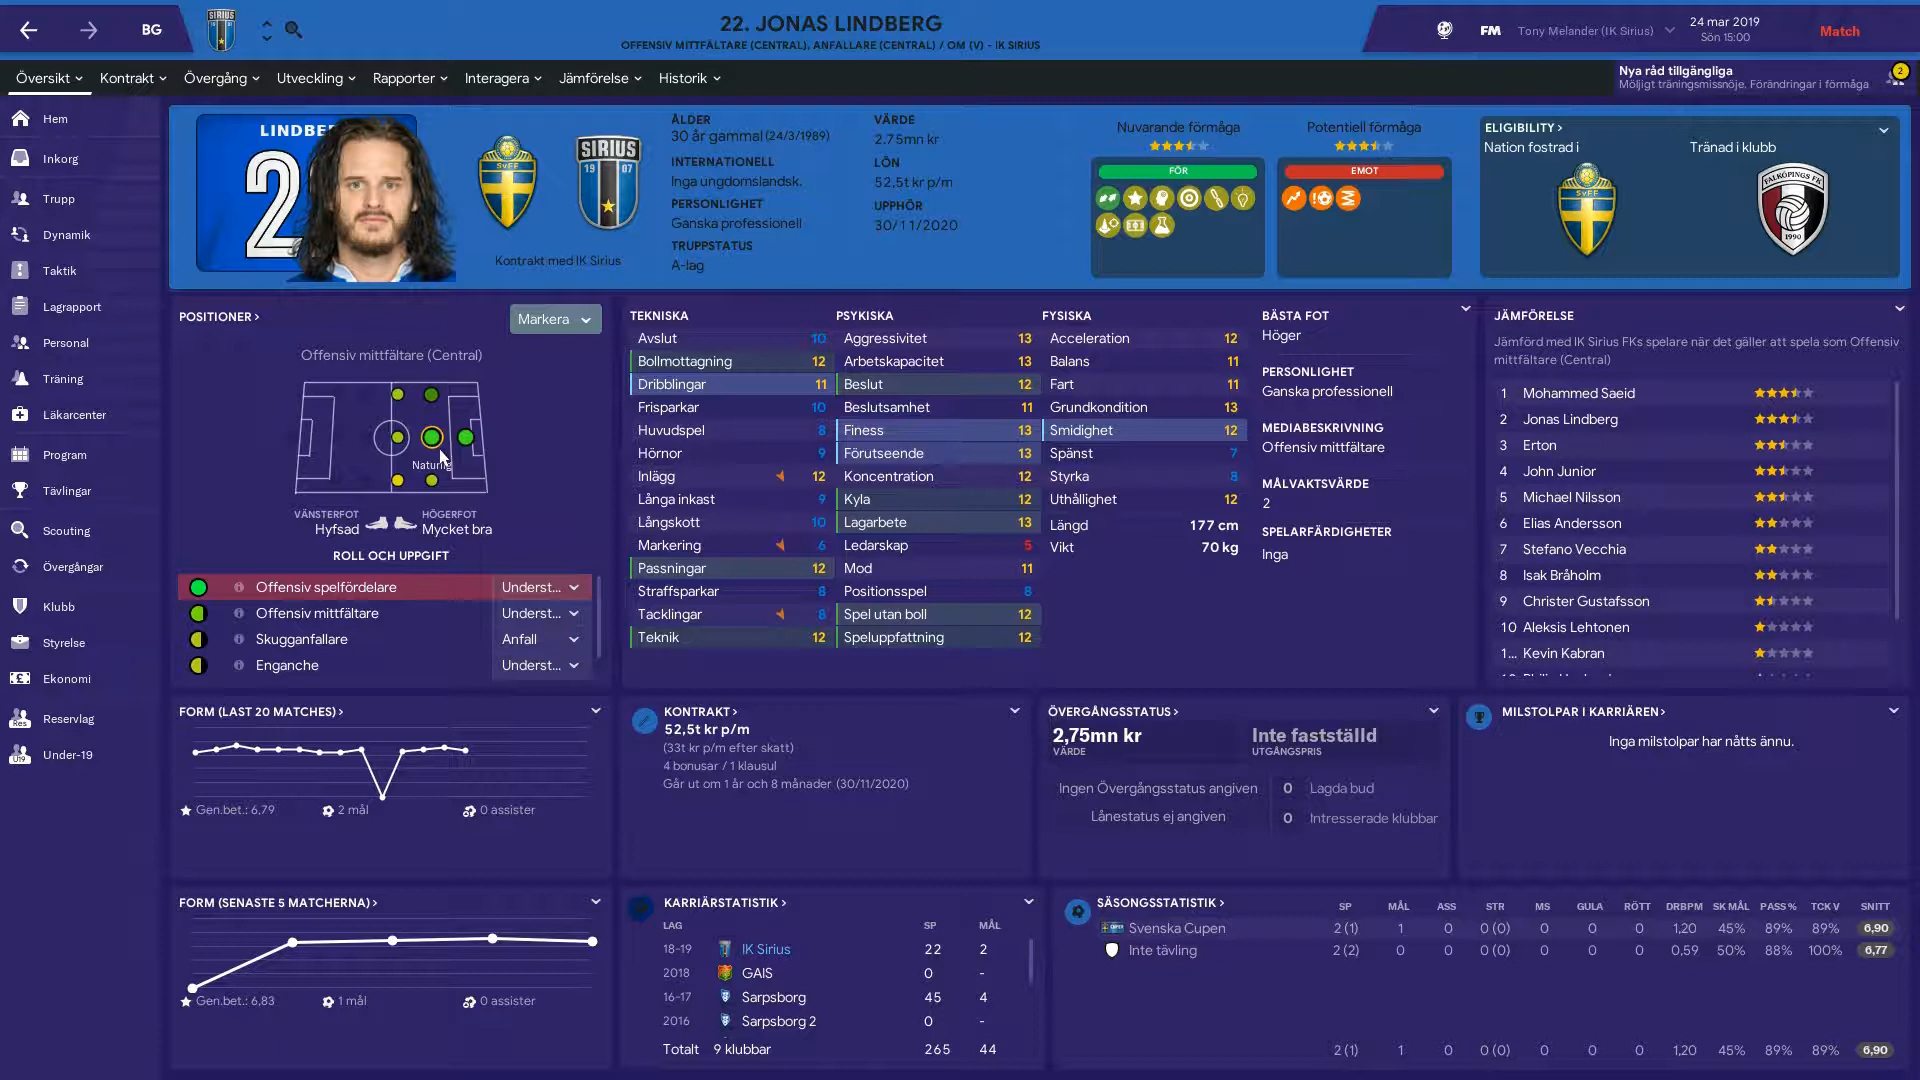 BG
SIRIUS
22. JONAS LINDBERG
OFFENSIV MITTFÄLTARE (CENTRAL), ANFALLARE (CENTRAL) / OM (V) - IK SIRIUS
FM
Tony Melander (IK Sirius)
24 mar 2019
Sön 15:00
Match
Översikt
Kontrakt
Övergång
Utveckling
Rapporter
Interagera
Jämförelse
Historik
Nya råd tillgängliga
Möjligt träningsmissnöje, Förändringar i förmåga
2
Hem
Inkorg
Trupp
Dynamik
Taktik
Lagrapport
Personal
Träning
Läkarcenter
Program
Tävlingar
Scouting
Övergångar
Klubb
Styrelse
Ekonomi
Res Reservlag
U19 Under-19
LINDBE
2
SvFF
SIRIUS
19 07
Kontrakt med IK Sirius
ÅLDER
30 år gammal (24/3/1989)
INTERNATIONELL
Inga ungdomslandsk.
PERSONLIGHET
Ganska professionell
TRUPPSTATUS
A-lag
VÄRDE
2.75mn kr
LÖN
52,5t kr p/m
UPPHÖR
30/11/2020
Nuvarande förmåga
FÖR
Potentiell förmåga
EMOT
ELIGIBILITY >
Nation fostrad i
SvFF
Tränad i klubb
FALKÖPINGS FK
1990
POSITIONER >
Markera
Offensiv mittfältare (Central)
Naturlig
VÄNSTERFOT
Hyfsad
HÖGERFOT
Mycket bra
ROLL OCH UPPGIFT
Offensiv spelfördelare Underst...
Offensiv mittfältare Underst...
Skugganfallare Anfall
Enganche Underst...
TEKNISKA
Avslut 10
Bollmottagning 12
Dribblingar 11
Frisparkar 10
Huvudspel 8
Hörnor 9
Inlägg 12
Långa inkast 9
Långskott 10
Markering 6
Passningar 12
Straffsparkar 8
Tacklingar 8
Teknik 12
PSYKISKA
Aggressivitet 13
Arbetskapacitet 13
Beslut 12
Beslutsamhet 11
Finess 13
Förutseende 13
Koncentration 12
Kyla 12
Lagarbete 13
Ledarskap 5
Mod 11
Positionsspel 8
Spel utan boll 12
Speluppfattning 12
FYSISKA
Acceleration 12
Balans 11
Fart 11
Grundkondition 13
Smidighet 12
Spänst 7
Styrka 8
Uthållighet 12
Längd 177 cm
Vikt 70 kg
BÄSTA FOT
Höger
PERSONLIGHET
Ganska professionell
MEDIABESKRIVNING
Offensiv mittfältare
MÅLVAKTSVÄRDE
2
SPELARFÄRDIGHETER
Inga
JÄMFÖRELSE
Jämförd med IK Sirius FKs spelare när det gäller att spela som Offensiv
mittfältare (Central)
1 Mohammed Saeid
2 Jonas Lindberg
3 Erton
4 John Junior
5 Michael Nilsson
6 Elias Andersson
7 Stefano Vecchia
8 Isak Bråholm
9 Christer Gustafsson
10 Aleksis Lehtonen
1... Kevin Kabran
FORM (LAST 20 MATCHES) >
Gen.bet.: 6,79 2 mål 0 assister
KONTRAKT >
52,5t kr p/m
(33t kr p/m efter skatt)
4 bonusar / 1 klausul
Går ut om 1 år och 8 månader (30/11/2020)
ÖVERGÅNGSSTATUS >
2,75mn kr
VÄRDE
Inte fastställd
UTGÅNGSPRIS
Ingen Övergångsstatus angiven
Lånestatus ej angiven
0 Lagda bud
0 Intresserade klubbar
MILSTOLPAR I KARRIÄREN >
Inga milstolpar har nåtts ännu.
FORM (SENASTE 5 MATCHERNA) >
Gen.bet.: 6,83 1 mål 0 assister
KARRIÄRSTATISTIK >
LAG SP MÅL
18-19 IK Sirius 22 2
2018 GAIS 0 -
16-17 Sarpsborg 45 4
2016 Sarpsborg 2 0 -
Totalt 9 klubbar 265 44
SÄSONGSSTATISTIK >
SP MÅL ASS STR MS GULA RÖTT DRBPM SK MÅL PASS % TCK V SNITT
Svenska Cupen 2 (1) 1 0 0 (0) 0 0 0 1,20 45% 89% 89% 6,90
Inte tävling 2 (2) 0 0 0 (0) 0 0 0 0,59 50% 88% 100% 6,77
2 (1) 1 0 0 (0) 0 0 0 1,20 45% 89% 89% 6,90